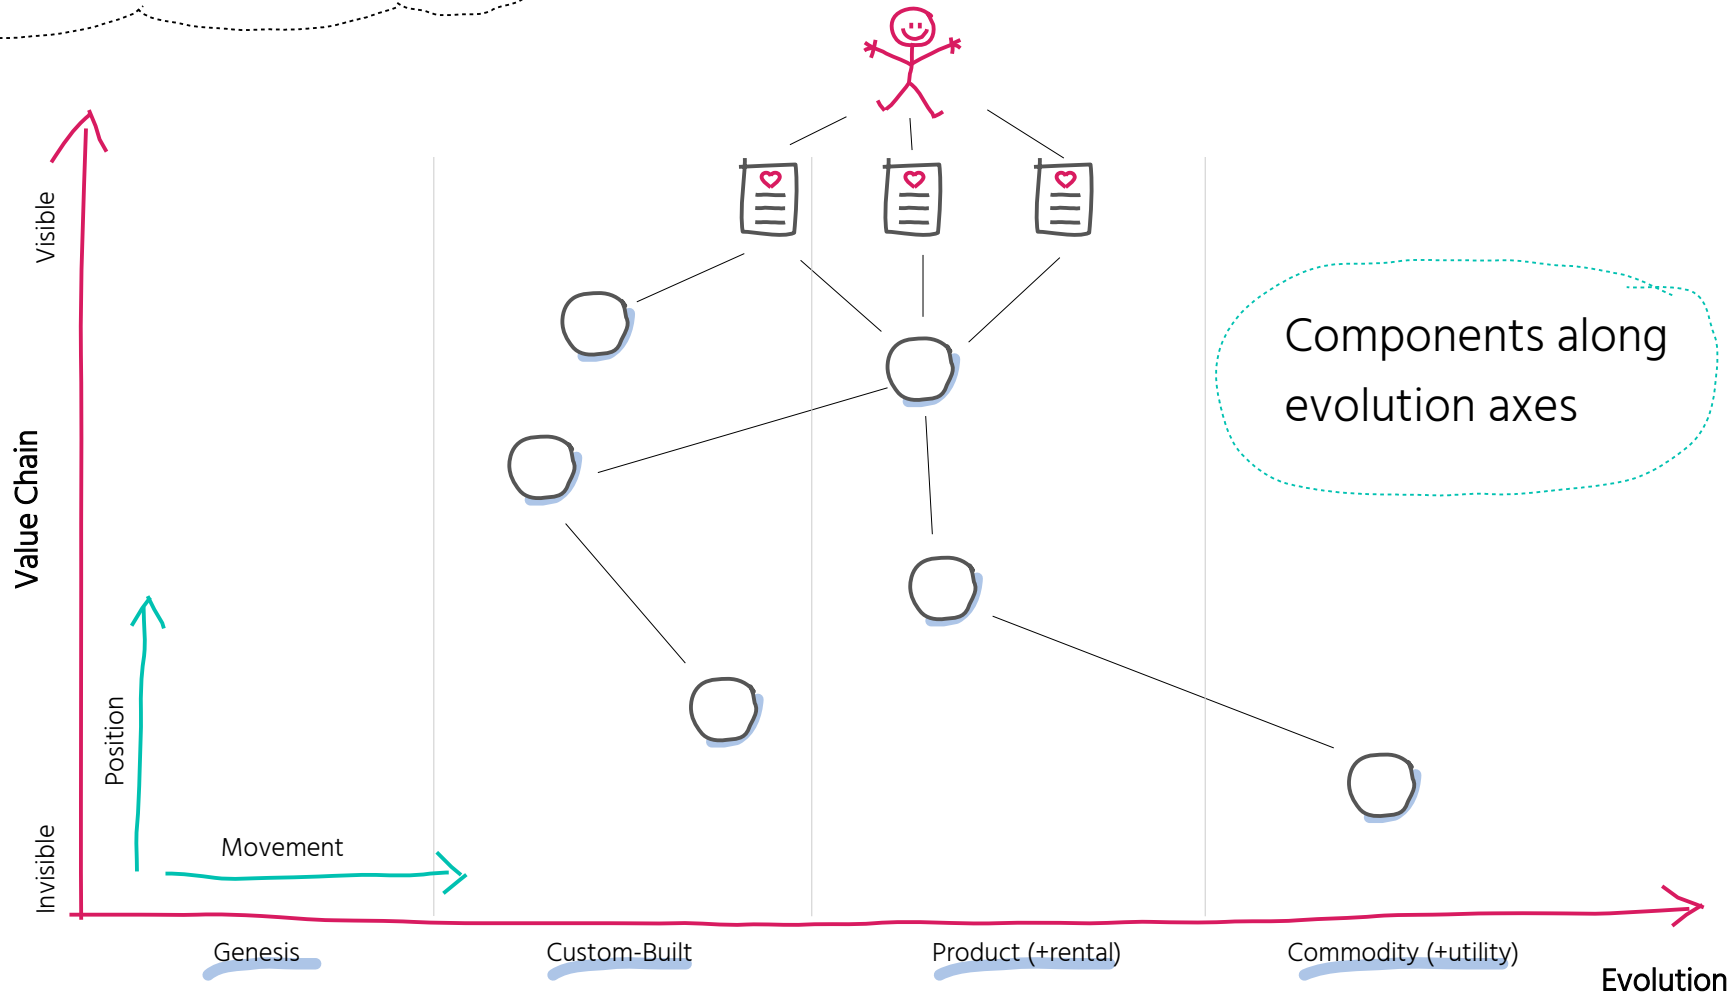 Visible
Components along
evolution axes
Value Chain
Position
Movement
Invisible
Genesis
Custom-Built
Product (+rental)
Commodity (+utility)
Evolution